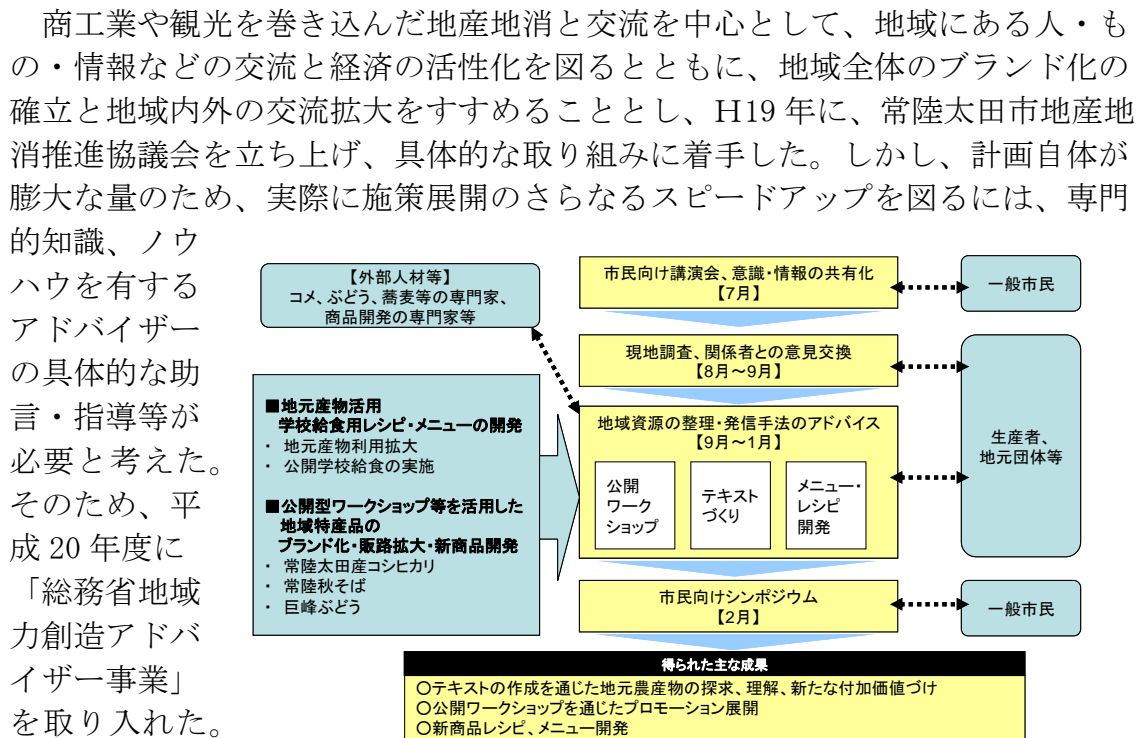 商工業や観光を巻き込んだ地産地消と交流を中心として、地域にある人・も
の・情報などの交流と経済の活性化を図るとともに、地域全体のブランド化の
確立と地域内外の交流拡大をすすめることとし、H19 年に、常陸太田市地産地
消推進協議会を立ち上げ、具体的な取り組みに着手した。しかし、計画自体が
膨大な量のため、実際に施策展開のさらなるスピードアップを図るには、専門
的知識、ノウ
ハウを有する
アドバイザー
の具体的な助
言・指導等が
必要と考えた。
そのため、平
成 20 年度に
「総務省地域
力創造アドバ
イザー事業」
を取り入れた。
【外部人材等】
コメ、ぶどう、蕎麦等の専門家、
商品開発の専門家等
■地元産物活用
学校給食用レシピ・メニューの開発
・ 地元産物利用拡大
・ 公開学校給食の実施
■公開型ワークショップ等を活用した
地域特産品の
ブランド化・販路拡大・新商品開発
・ 常陸太田産コシヒカリ
・ 常陸秋そば
・ 巨峰ぶどう
市民向け講演会、意識・情報の共有化
【7月】
一般市民
現地調査、関係者との意見交換
【8月～9月】
地域資源の整理・発信手法のアドバイス
【9月～1月】
公開
ワーク
ショップ
テキスト
づくり
メニュー・
レシピ
開発
生産者、
地元団体等
市民向けシンポジウム
【2月】
一般市民
得られた主な成果
○テキストの作成を通じた地元農産物の探求、理解、新たな付加価値づけ
○公開ワークショップを通じたプロモーション展開
○新商品レシピ、メニュー開発